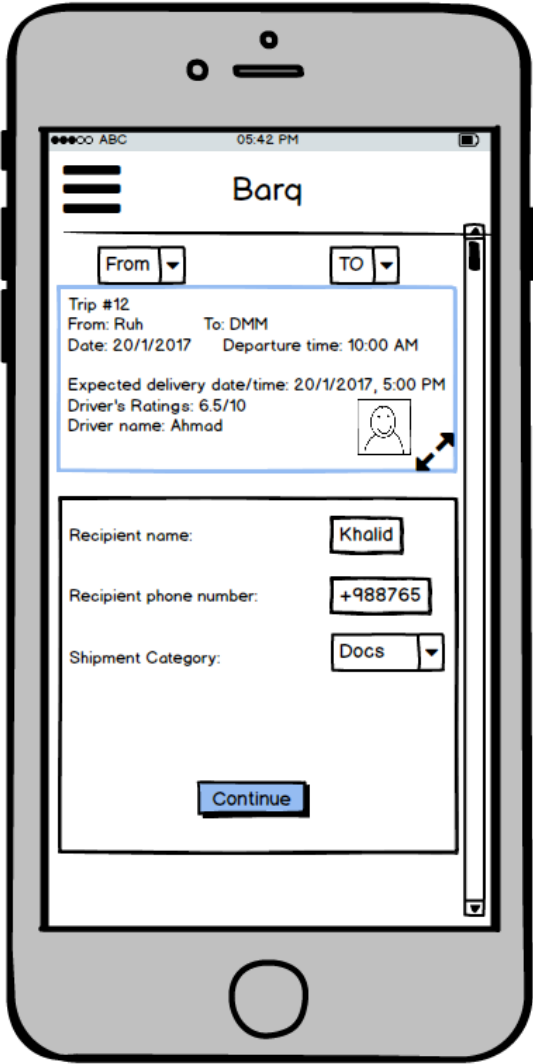 ABC 05:42 PM
Barq
From TO
Trip #12
From: Ruh To: DMM
Date: 20/1/2017 Departure time: 10:00 AM
Expected delivery date/time: 20/1/2017, 5:00 PM
Driver's Ratings: 6.5/10
Driver name: Ahmad
Recipient name: Khalid
Recipient phone number: +988765
Shipment Category: Docs
Continue